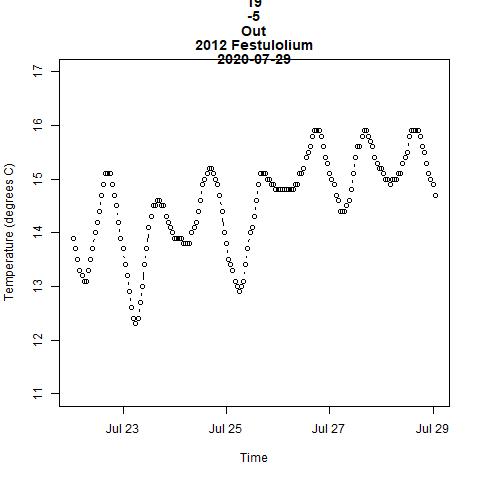 19
-5
Out
2012 Festulolium
2020-07-29
Temperature (degrees C)
17
16
15
14
13
12
11
Jul 23
Jul 25
Jul 27
Jul 29
Time